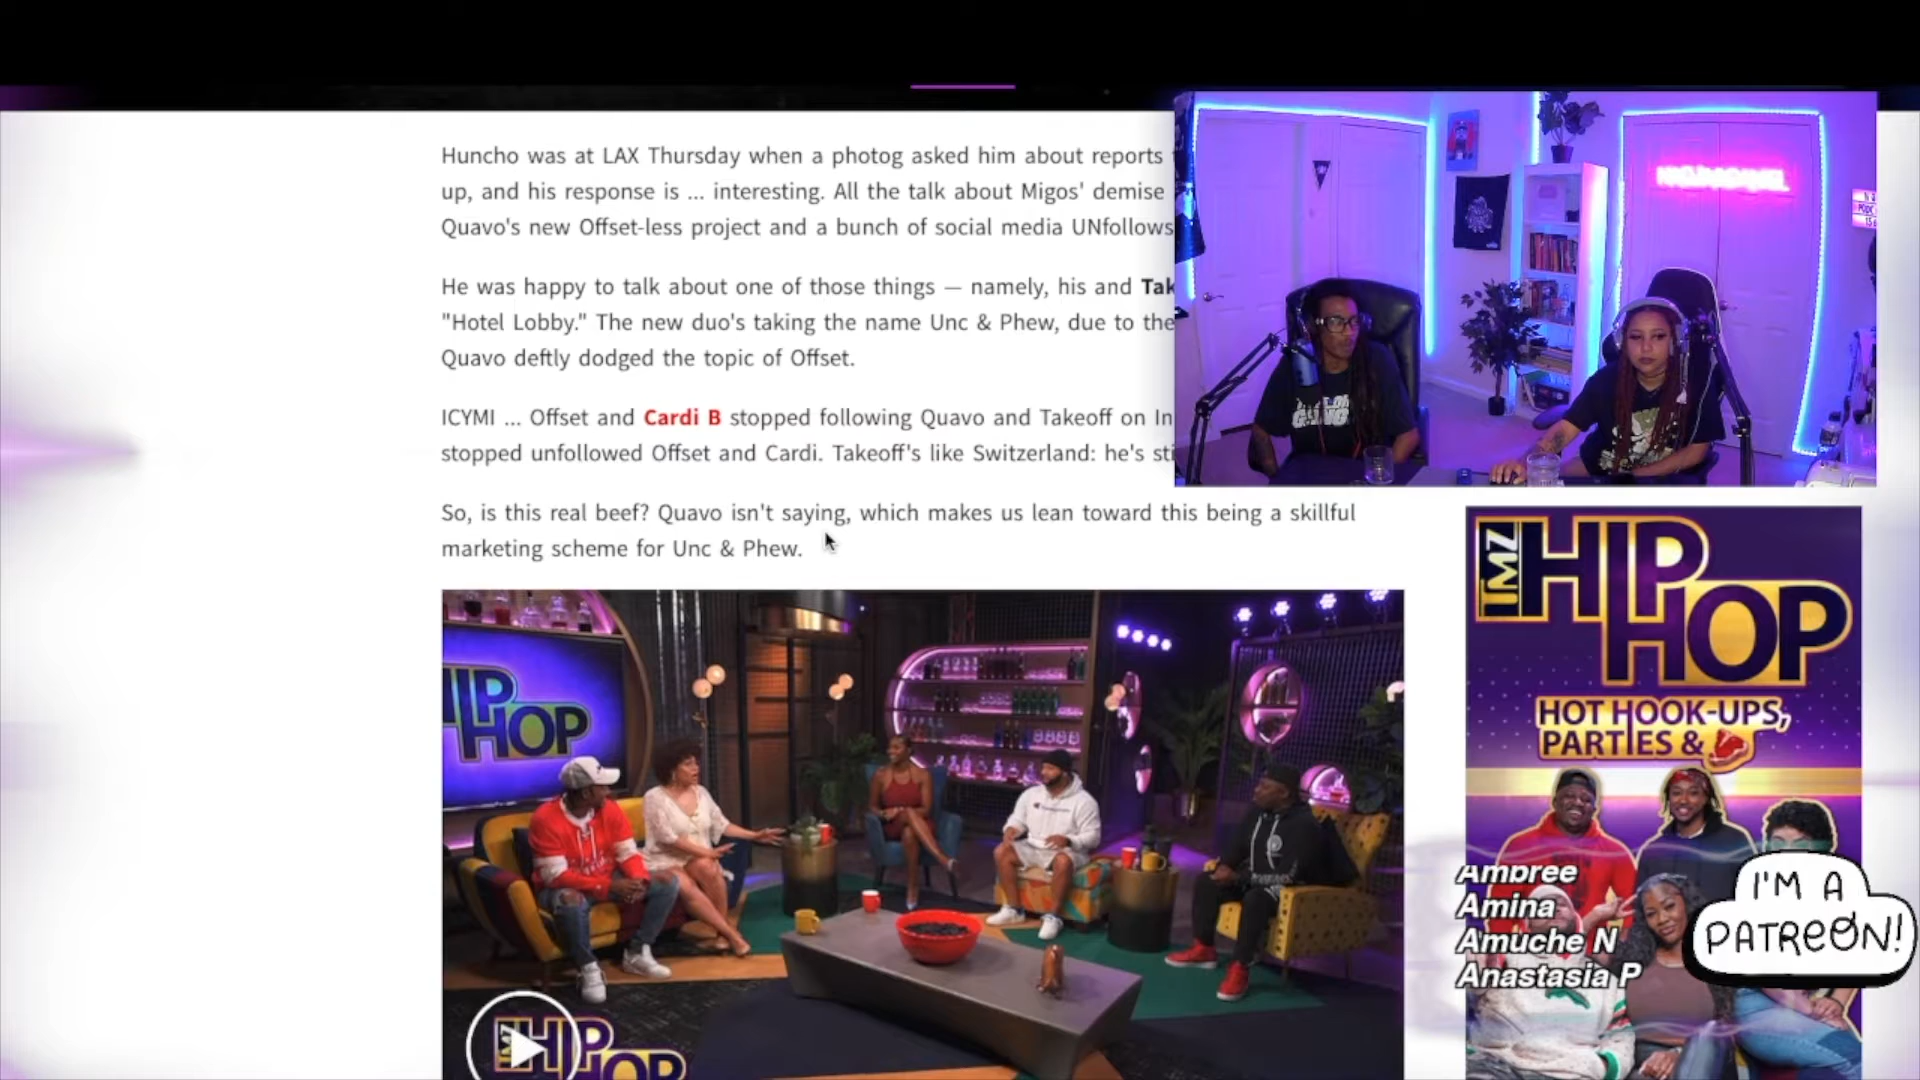 Huncho was at LAX Thursday when a photog asked him about reports
up, and his response is ... interesting. All the talk about Migos' demise
Quavo's new Offset-less project and a bunch of social media UNfollows
He was happy to talk about one of those things — namely, his and Tak
"Hotel Lobby." The new duo's taking the name Unc & Phew, due to the
Quavo deftly dodged the topic of Offset.
ICYMI ... Offset and Cardi B stopped following Quavo and Takeoff on In
stopped unfollowed Offset and Cardi. Takeoff's like Switzerland: he's sti
So, is this real beef? Quavo isn't saying, which makes us lean toward this being a skillful
marketing scheme for Unc & Phew.
HIP
HOP
TMZ HIP
HOP
TMZ HIP
HOP
HOT HOOK-UPS,
PARTIES &
Ambree
Amina
Amuche N
Anastasia P
I'M A
PATREON!